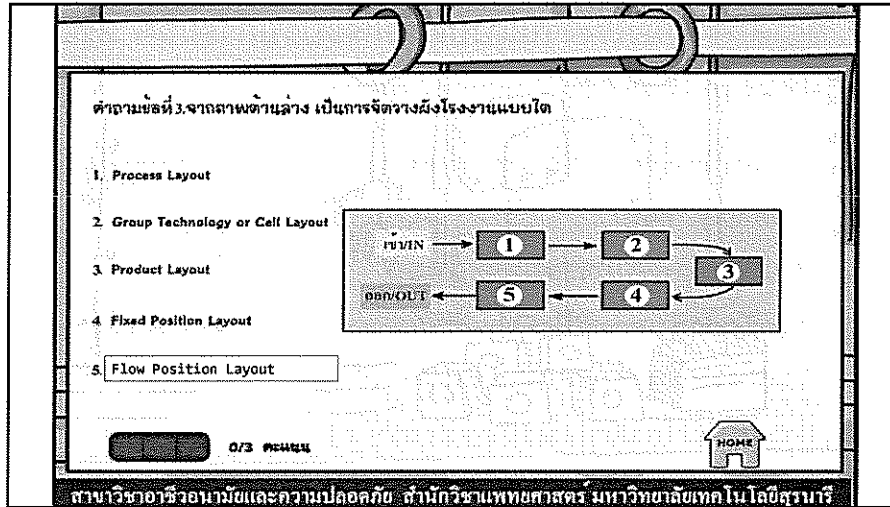 คำถามข้อที่ 3.จากภาพด้านล่าง เป็นการจัดวางผังโรงงานแบบใด
1. Process Layout
2. Group Technology or Cell Layout
3. Product Layout
4. Fixed Position Layout
5. Flow Position Layout
เข้า/IN 1 2
3
ออก/OUT 5 4
0/3 คะแนน
HOME
สาขาวิชาอาชีวอนามัยและความปลอดภัย สำนักวิชาแพทยศาสตร์ มหาวิทยาลัยเทคโนโลยีสุรนารี